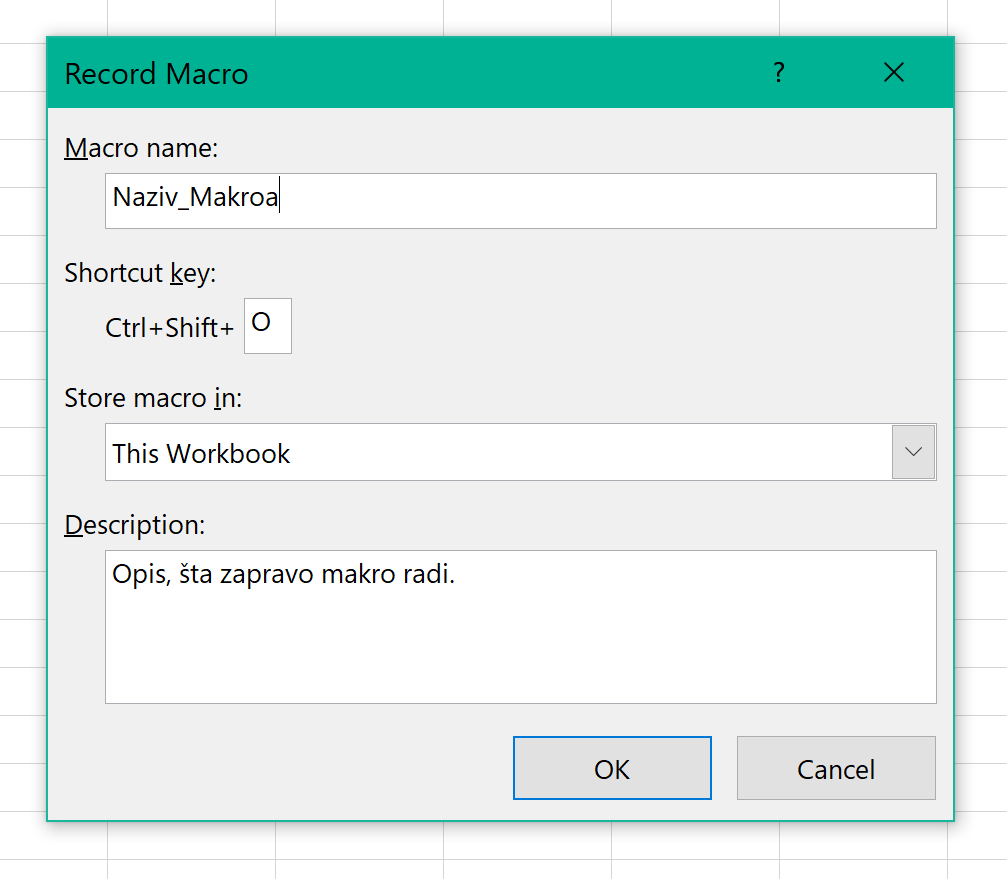 Record Macro ?
Macro name:
Naziv_Makroa
Shortcut key:
Ctrl+Shift+ O
Store macro in:
This Workbook
Description:
Opis, šta zapravo makro radi.
OK Cancel